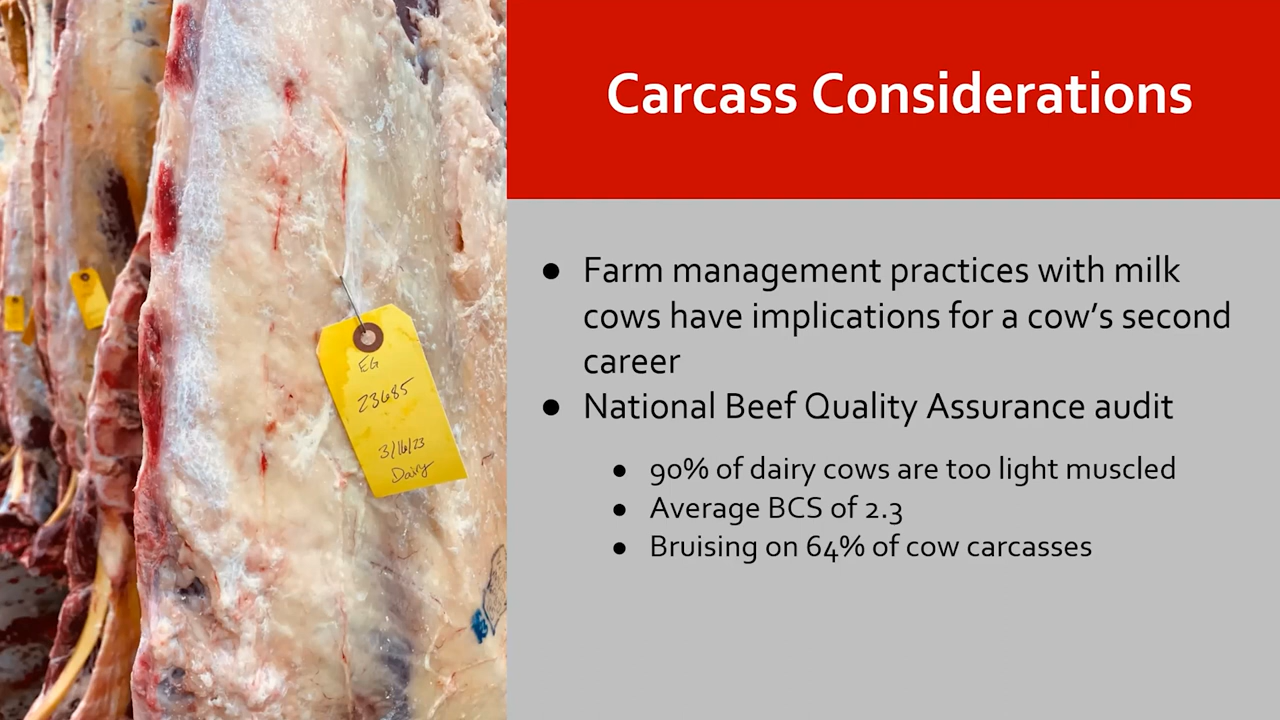 Carcass Considerations
● Farm management practices with milk
cows have implications for a cow's second
career
● National Beef Quality Assurance audit
● 90% of dairy cows are too light muscled
● Average BCS of 2.3
● Bruising on 64% of cow carcasses
EG
23685
3/16/23
Dairy